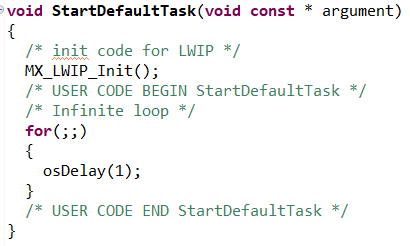 void StartDefaultTask(void const * argument)
{
  /* init code for LWIP */
  MX_LWIP_Init();
  /* USER CODE BEGIN StartDefaultTask */
  /* Infinite loop */
  for(;;)
  {
    osDelay(1);
  }
  /* USER CODE END StartDefaultTask */
}